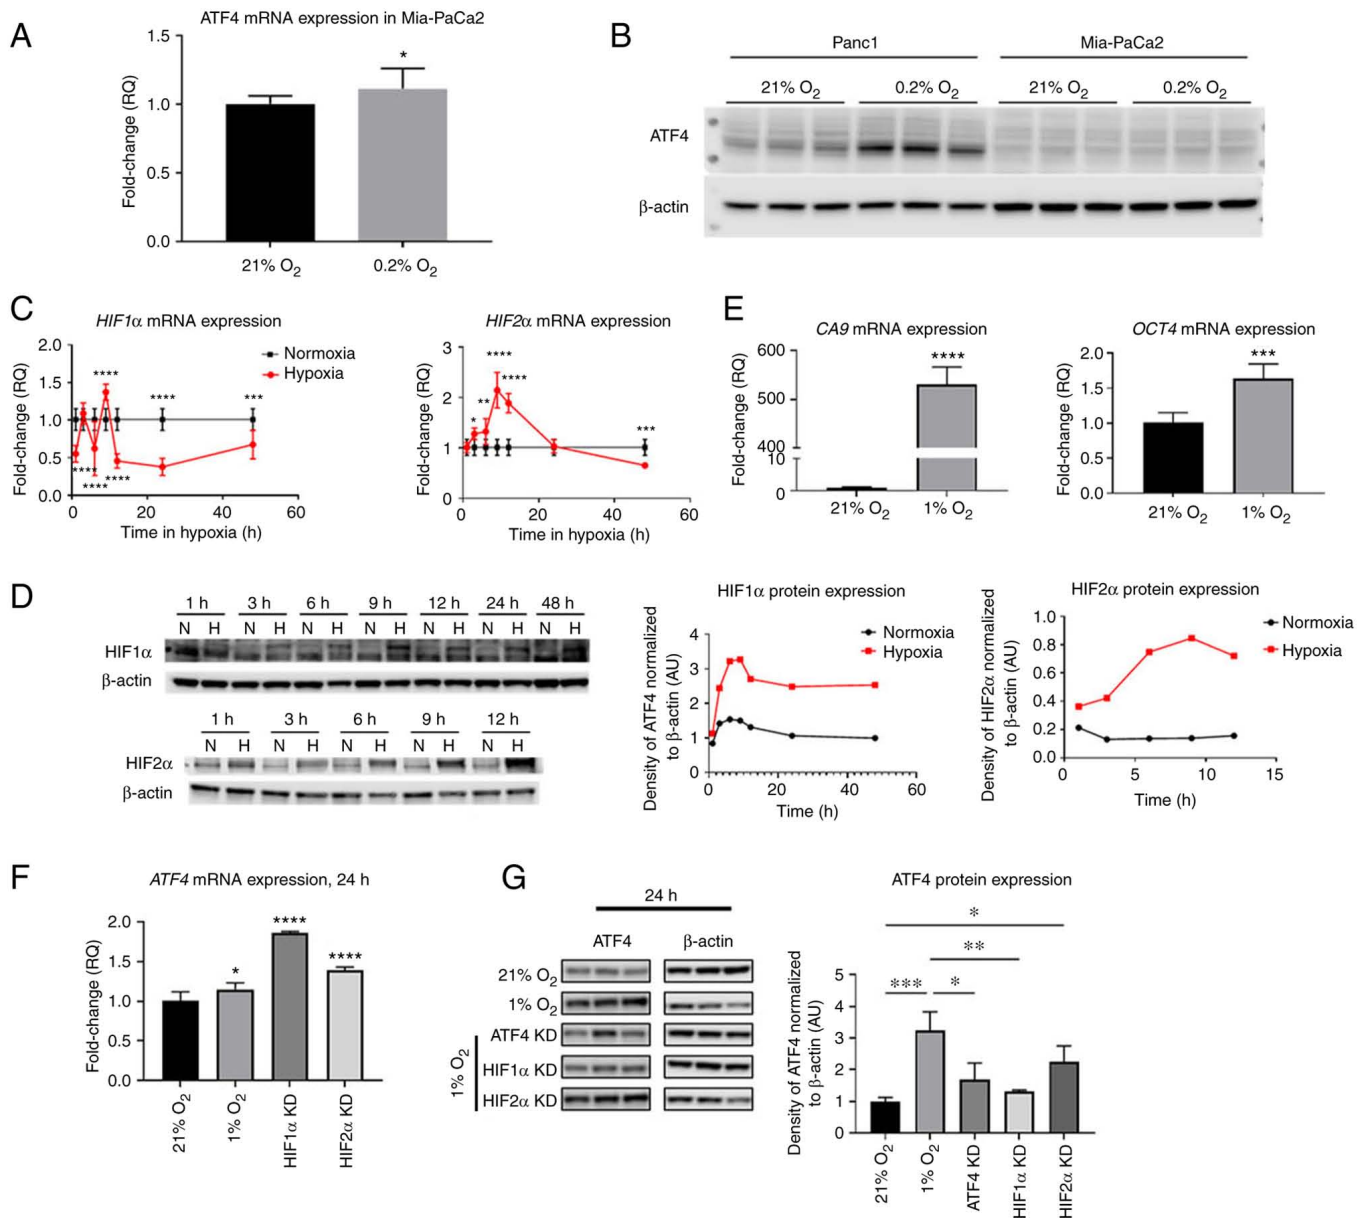 A
ATF4 mRNA expression in Mia-PaCa2
Fold-change (RQ)
1.5
1.0
0.5
0.0
*
21% O2
0.2% O2
B
Panc1
Mia-PaCa2
21% O2
0.2% O2
21% O2
0.2% O2
ATF4
β-actin
C
HIF1α mRNA expression
Fold-change (RQ)
2.0
1.5
1.0
0.5
0.0
Normoxia
Hypoxia
****
****
***
****
****
****
0
20
40
60
Time in hypoxia (h)
HIF2α mRNA expression
Fold-change (RQ)
3
2
1
0
****
****
**
*
***
0
20
40
60
Time in hypoxia (h)
E
CA9 mRNA expression
Fold-change (RQ)
600
500
400
10
0
****
21% O2
1% O2
OCT4 mRNA expression
Fold-change (RQ)
2.0
1.5
1.0
0.5
0.0
***
21% O2
1% O2
D
1 h
3 h
6 h
9 h
12 h
24 h
48 h
N H N H N H N H N H N H N H
HIF1α
β-actin
1 h
3 h
6 h
9 h
12 h
N H N H N H N H N H
HIF2α
β-actin
HIF1α protein expression
Density of ATF4 normalized
to β-actin (AU)
4
3
2
1
0
Normoxia
Hypoxia
0
20
40
60
Time (h)
HIF2α protein expression
Density of HIF2α normalized
to β-actin (AU)
1.0
0.8
0.6
0.4
0.2
0.0
Normoxia
Hypoxia
0
5
10
15
Time (h)
F
ATF4 mRNA expression, 24 h
Fold-change (RQ)
2.0
1.5
1.0
0.5
0.0
*
****
****
21% O2
1% O2
HIF1α KD
HIF2α KD
G
24 h
ATF4
β-actin
21% O2
1% O2
1% O2
ATF4 KD
HIF1α KD
HIF2α KD
ATF4 protein expression
Density of ATF4 normalized
to β-actin (AU)
5
4
3
2
1
0
*
**
***
*
21% O2
1% O2
ATF4 KD
HIF1α KD
HIF2α KD